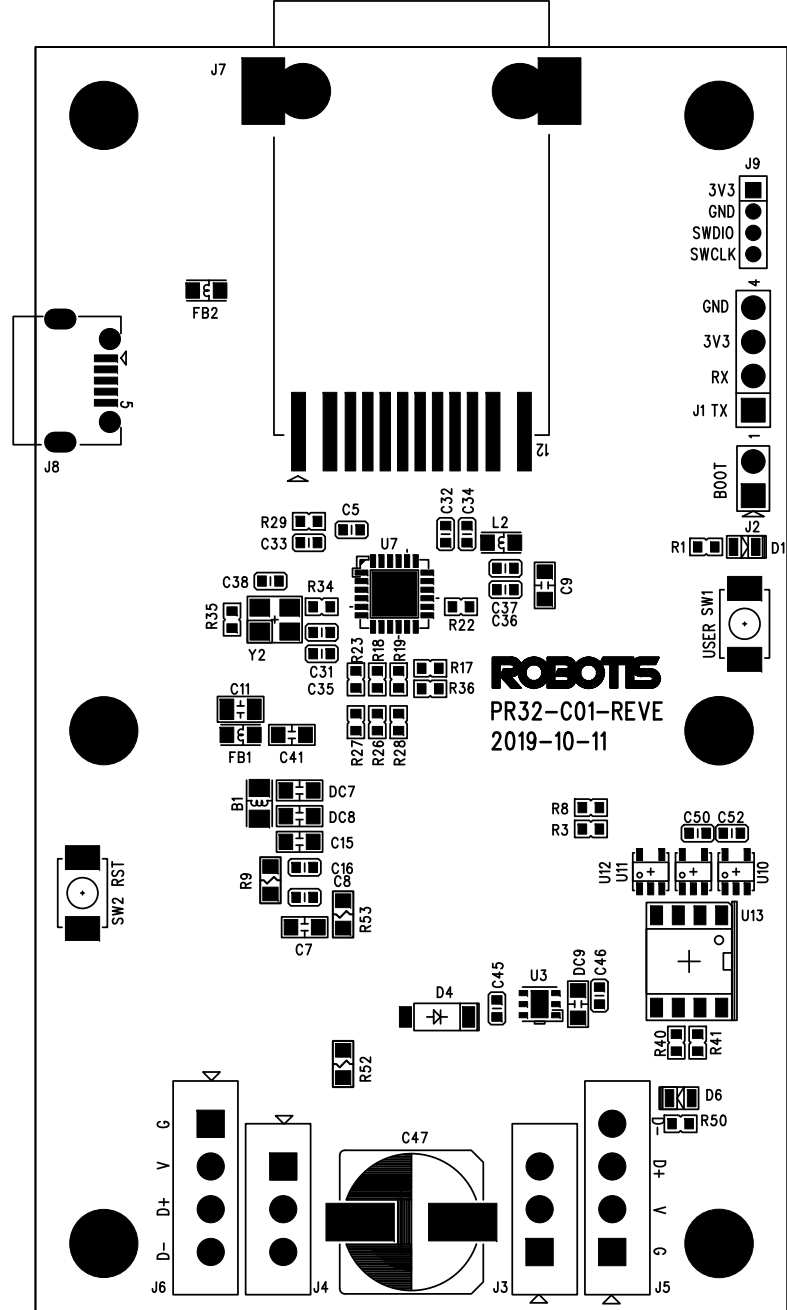 J7
J9
3V3
GND
SWDIO
SWCLK
FB2
4
GND
3V3
RX
J1 TX
5
J8
12
1
BOOT
J2
R1
D1
R29
C5
C32
C34
L2
C33
U7
C38
R34
C37
C36
C9
R35
R22
USER SW1
Y2
C31
C35
R23
R18
R19
R17
R36
ROBOTIS
C11
PR32-C01-REVE
2019-10-11
FB1
C41
R27
R26
R28
B1
DC7
DC8
C15
R8
R3
C50
C52
C16
R9
C8
U12
U11
U10
SW2 RST
R53
C7
U13
D4
C45
U3
DC9
C46
R40
R41
R52
D6
R50
G
V
D+
D-
C47
D-
D+
V
G
J6
J4
J3
J5